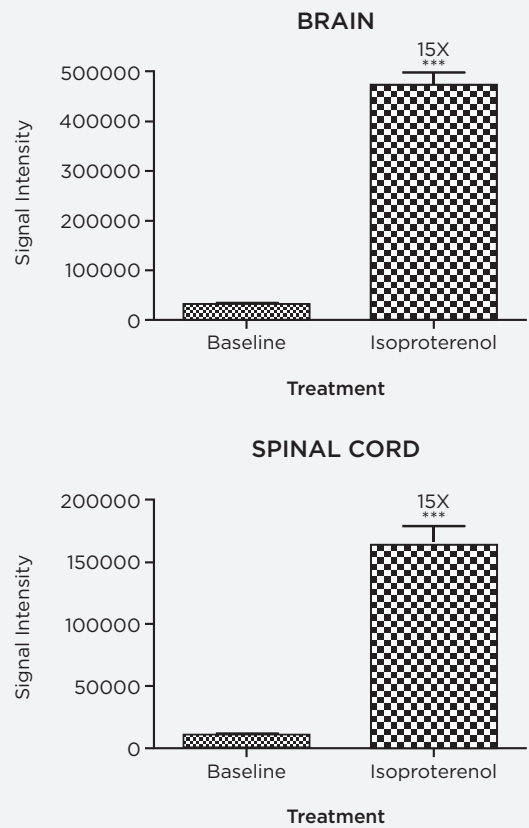 BRAIN
15X
***
500000
400000
300000
200000
100000
0
Signal Intensity
Baseline Isoproterenol
Treatment
SPINAL CORD
15X
***
200000
150000
100000
50000
0
Signal Intensity
Baseline Isoproterenol
Treatment